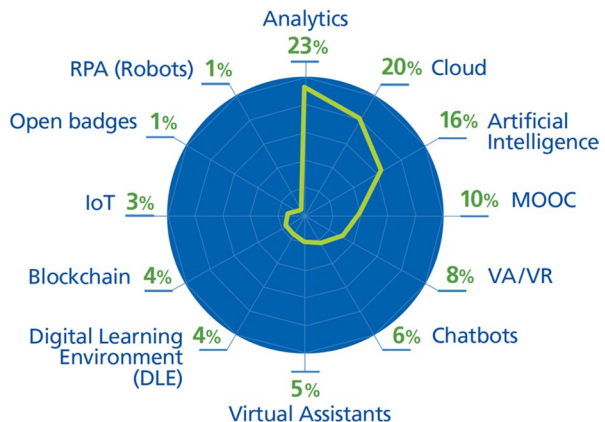 Analytics
23%
20% Cloud
16% Artificial
Intelligence
10% MOOC
8% VA/VR
6% Chatbots
5%
Virtual Assistants
Digital Learning 4%
Environment
(DLE)
Blockchain 4%
IoT 3%
Open badges 1%
RPA (Robots) 1%